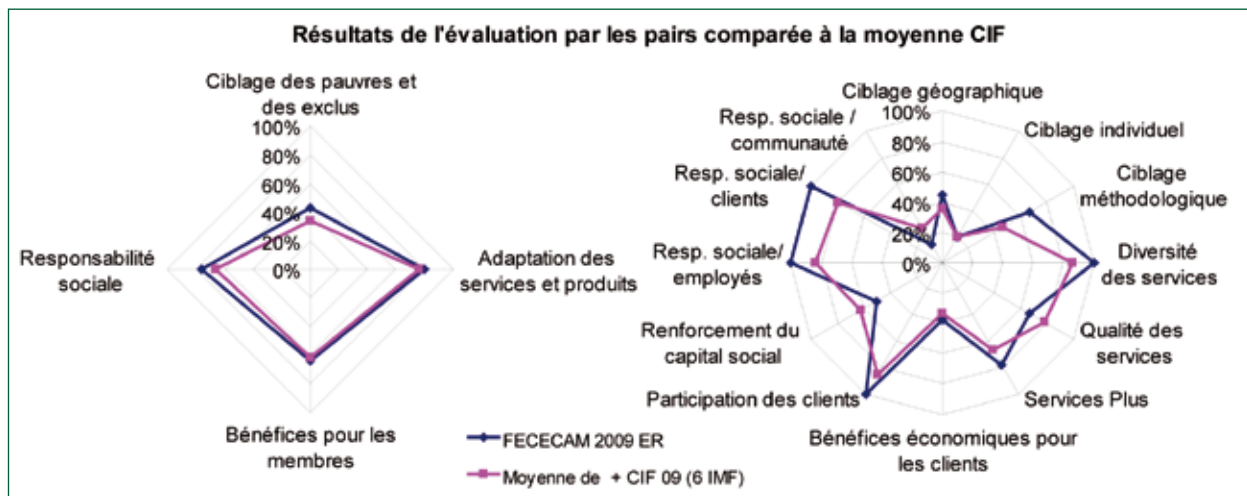 Résultats de l'évaluation par les pairs comparée à la moyenne CIF
Ciblage des pauvres et
des exclus
100%
80%
60%
40%
20%
0%
Responsabilité
sociale
Adaptation des
services et produits
Bénéfices pour les
membres
Ciblage géographique
100%
80%
60%
40%
20%
0%
Ciblage individuel
Ciblage
méthodologique
Diversité
des services
Qualité des
services
Services Plus
Bénéfices économiques pour
les clients
Participation des clients
Renforcement du
capital social
Resp. sociale/
employés
Resp. sociale/
clients
Resp. sociale /
communauté
FECECAM 2009 ER
Moyenne de + CIF 09 (6 IMF)